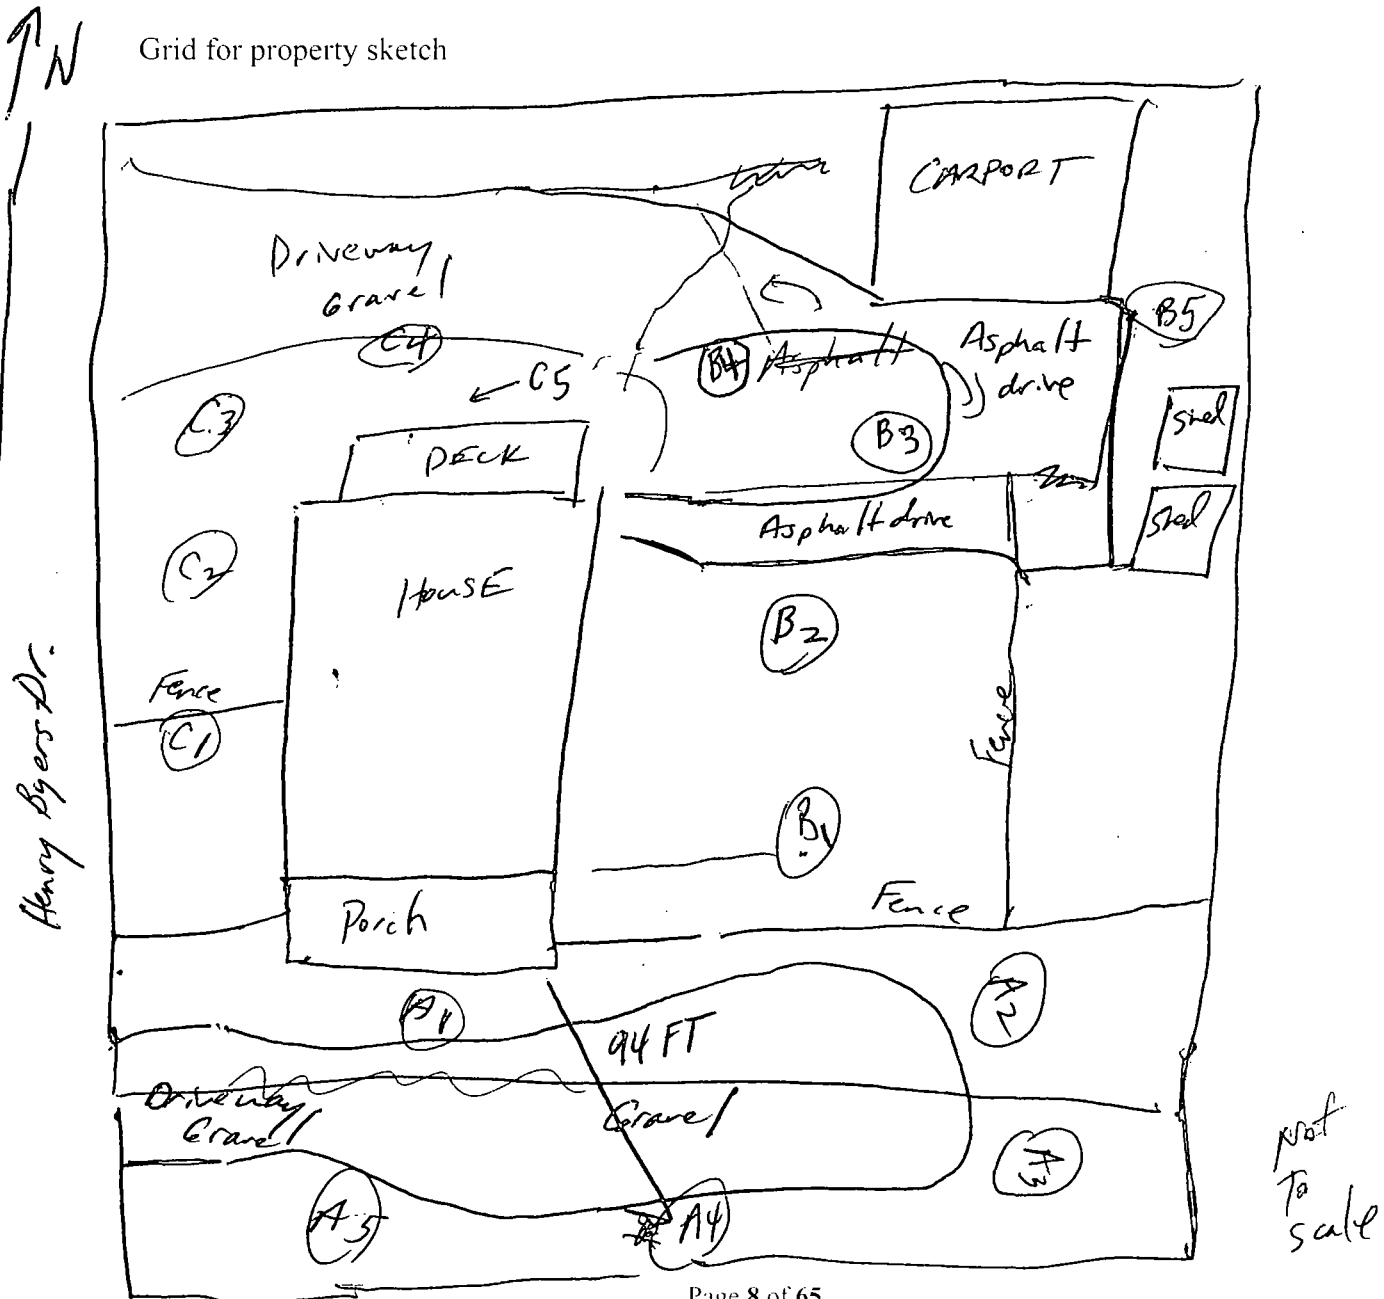 N
Grid for property sketch
CARPORT
Driveway
Gravel
B5
C4
Asphalt
drive
B4
Asphalt
C5
C3
B3
shed
DECK
shed
Asphalt drive
C2
HOUSE
B2
Fence
Fence
C1
Henry Byers Dr.
B1
Fence
Porch
A2
A1
94 FT
Driveway
Gravel
Gravel
A3
Not
To
scale
A5
A4
Page 8 of 65